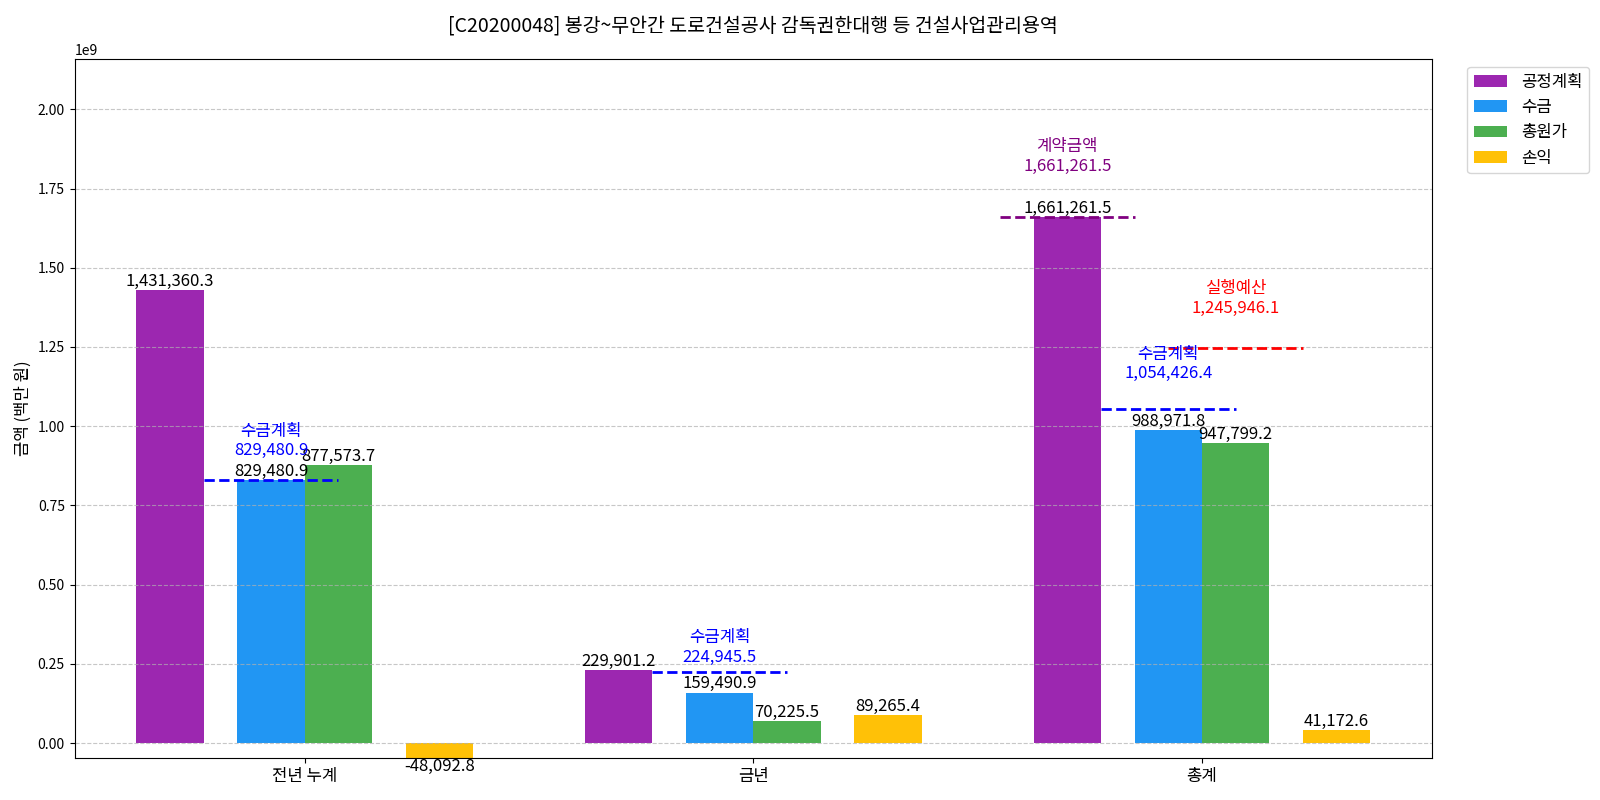 [C20200048] 봉강~무안간 도로건설공사 감독권한대행 등 건설사업관리용역
1e9
공정계획
수금
총원가
손익
금액 (백만 원)
2.00
1.75
1.50
1.25
1.00
0.75
0.50
0.25
0.00
1,431,360.3
수금계획
829,480.9
829,480.9
877,573.7
-48,092.8
229,901.2
수금계획
224,945.5
159,490.9
70,225.5
89,265.4
계약금액
1,661,261.5
1,661,261.5
실행예산
1,245,946.1
수금계획
1,054,426.4
988,971.8
947,799.2
41,172.6
전년 누계
금년
총계